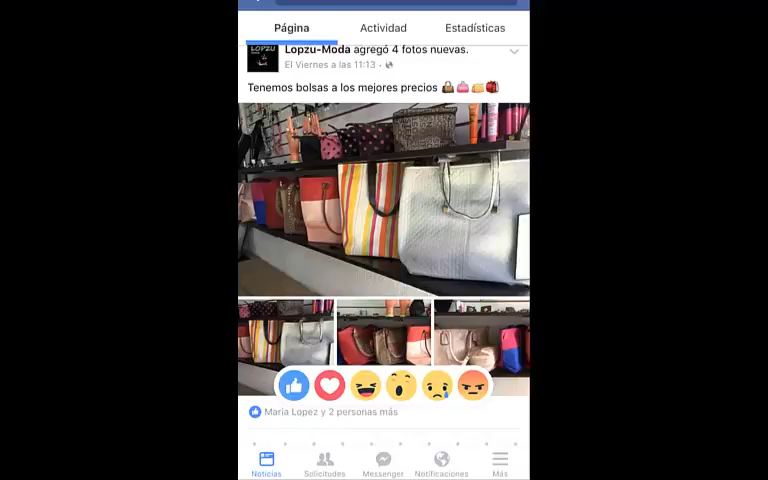 Página Actividad Estadísticas
LOPZU
Lopzu-Moda agregó 4 fotos nuevas.
El Viernes a las 11:13 •
Tenemos bolsas a los mejores precios
Maria Lopez y 2 personas más
Noticias Solicitudes Messenger Notificaciones Más